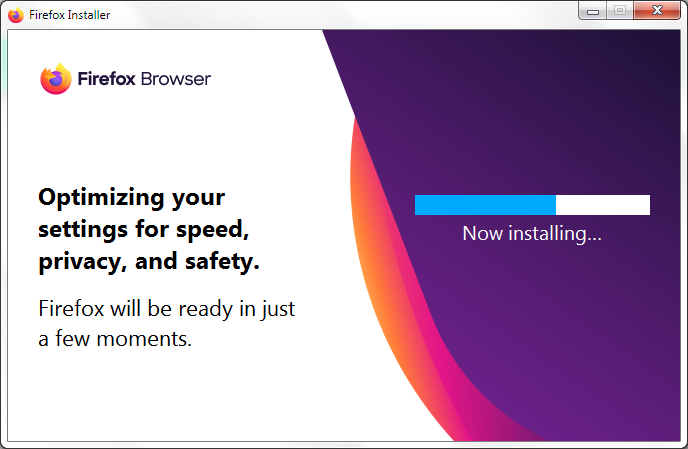 Firefox Installer
Firefox Browser
Optimizing your
settings for speed,
privacy, and safety.
Firefox will be ready in just
a few moments.
Now installing...